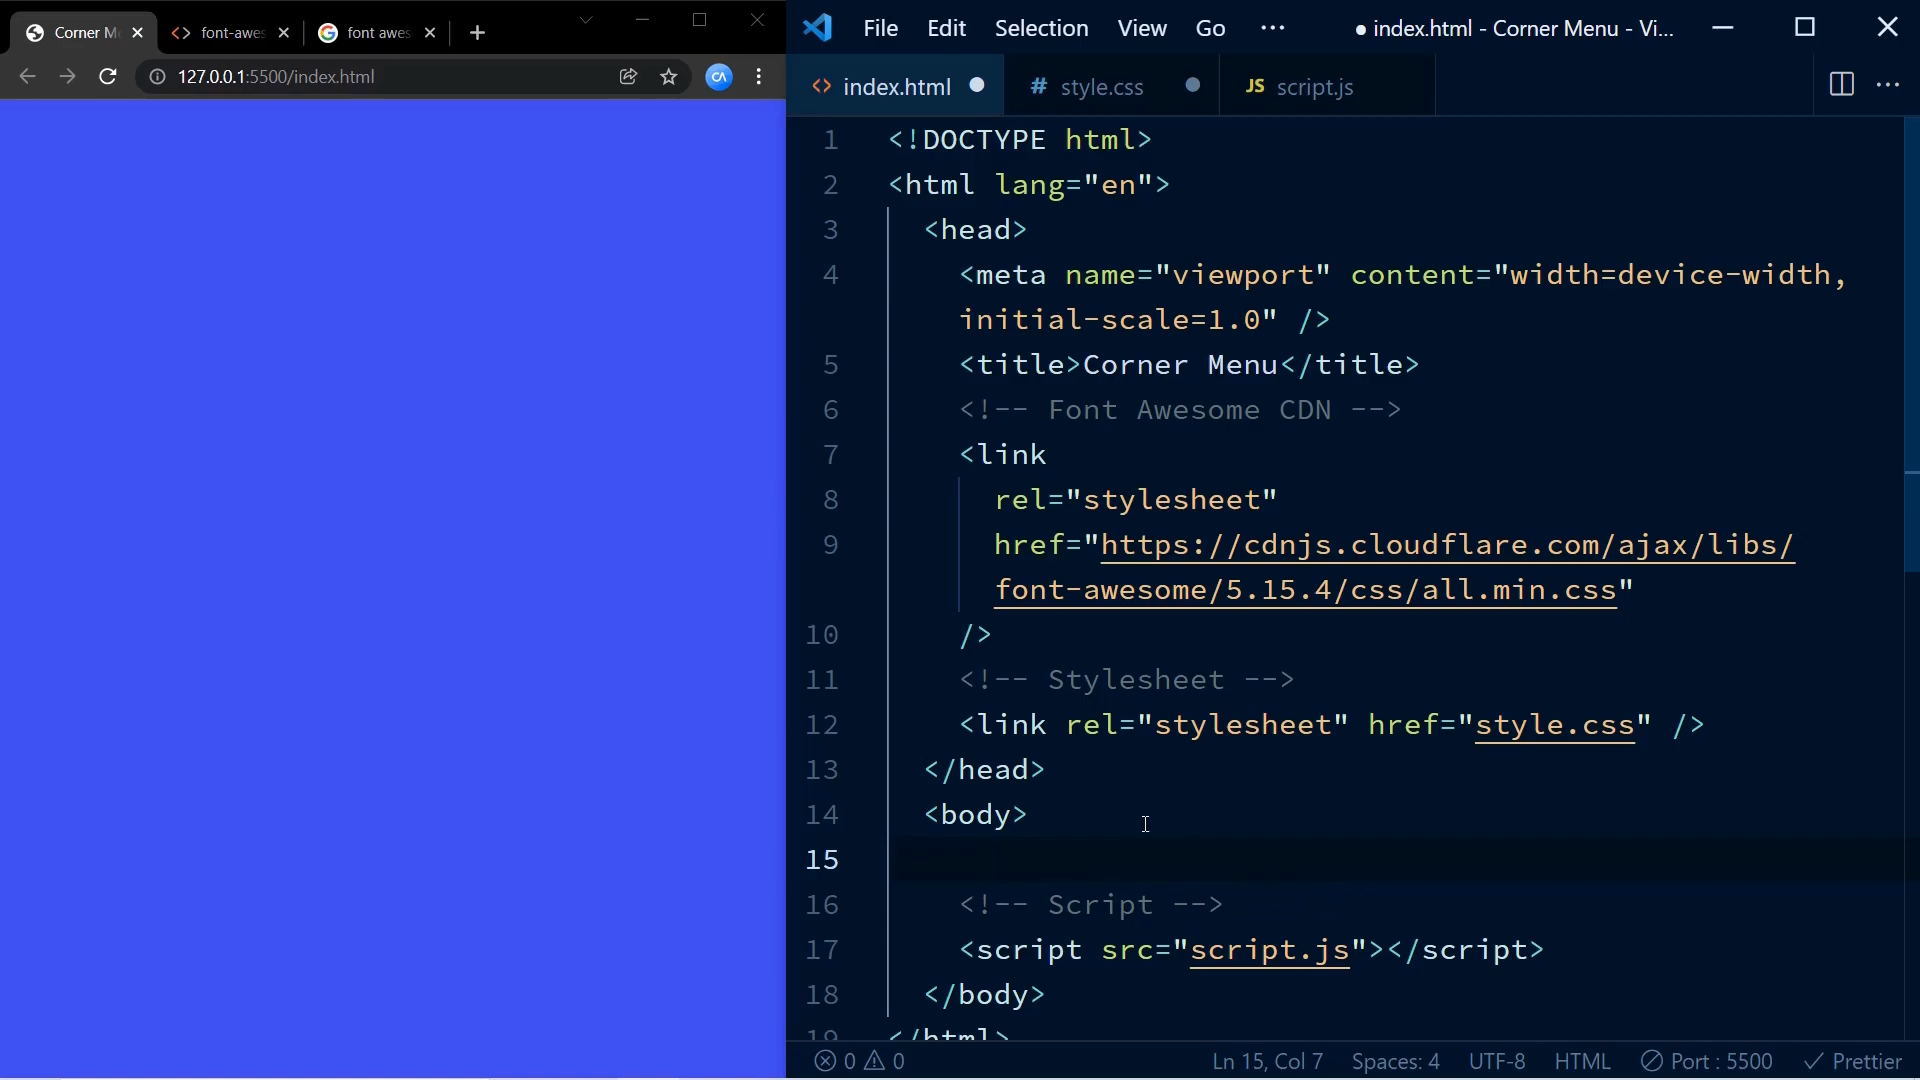 Corner M
font-awes
font awes
127.0.0.1:5500/index.html
CA
File Edit Selection View Go ··· ● index.html - Corner Menu - Vi...
<> index.html ● # style.css ● JS script.js
1 <!DOCTYPE html>
2 <html lang="en">
3 <head>
4 <meta name="viewport" content="width=device-width,
initial-scale=1.0" />
5 <title>Corner Menu</title>
6 <!-- Font Awesome CDN -->
7 <link
8 rel="stylesheet"
9 href="https://cdnjs.cloudflare.com/ajax/libs/
font-awesome/5.15.4/css/all.min.css"
10 />
11 <!-- Stylesheet -->
12 <link rel="stylesheet" href="style.css" />
13 </head>
14 <body>
15
16 <!-- Script -->
17 <script src="script.js"></script>
18 </body>
19 </html>
0 0 Ln 15, Col 7 Spaces: 4 UTF-8 HTML Port : 5500 Prettier